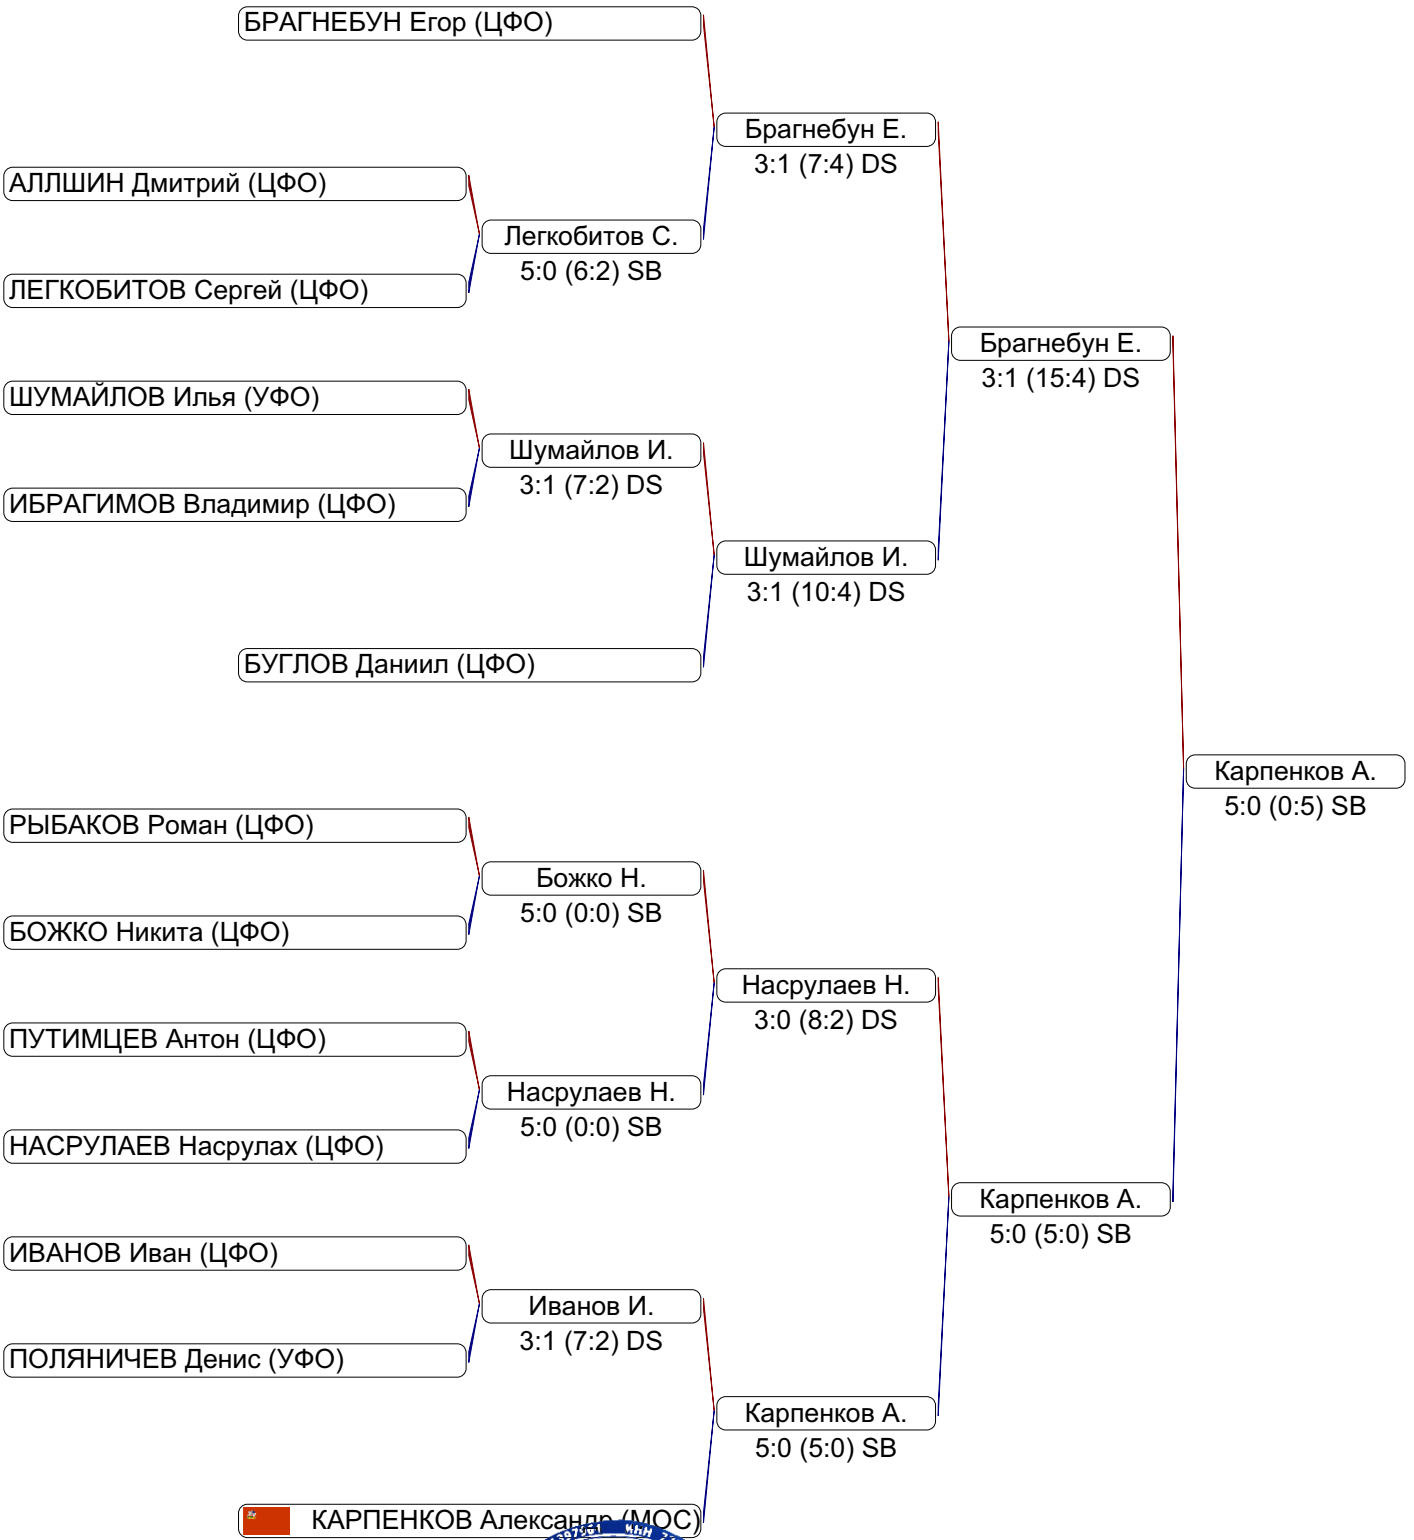 БРАГНЕБУН Егор (ЦФО)
Брагнебун Е.
3:1 (7:4) DS
АЛЛШИН Дмитрий (ЦФО)
Легкобитов С.
5:0 (6:2) SB
ЛЕГКОБИТОВ Сергей (ЦФО)
Брагнебун Е.
3:1 (15:4) DS
ШУМАЙЛОВ Илья (УФО)
Шумайлов И.
3:1 (7:2) DS
ИБРАГИМОВ Владимир (ЦФО)
Шумайлов И.
3:1 (10:4) DS
БУГЛОВ Даниил (ЦФО)
Карпенков А.
5:0 (0:5) SB
РЫБАКОВ Роман (ЦФО)
Божко Н.
5:0 (0:0) SB
БОЖКО Никита (ЦФО)
Насрулаев Н.
3:0 (8:2) DS
ПУТИМЦЕВ Антон (ЦФО)
Насрулаев Н.
5:0 (0:0) SB
НАСРУЛАЕВ Насрулах (ЦФО)
Карпенков А.
5:0 (5:0) SB
ИВАНОВ Иван (ЦФО)
Иванов И.
3:1 (7:2) DS
ПОЛЯНИЧЕВ Денис (УФО)
Карпенков А.
5:0 (5:0) SB
КАРПЕНКОВ Александр (МОС)